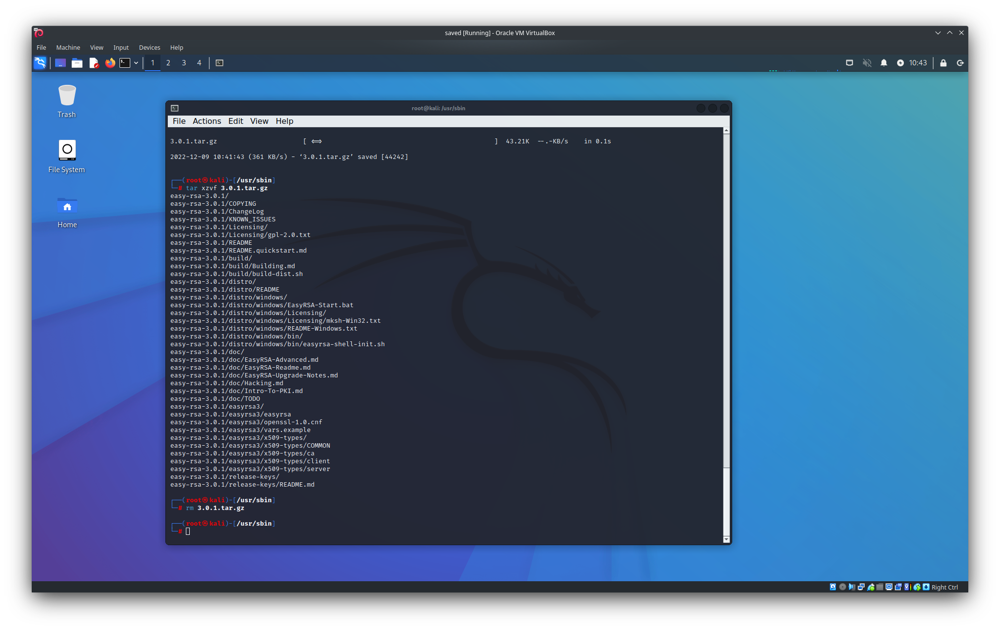 saved [Running] - Oracle VM VirtualBox
File Machine View Input Devices Help
1 2 3 4 10:43
Trash
File System
Home
root@kali: /usr/sbin
File Actions Edit View Help
3.0.1.tar.gz [ <=> ] 43.21K --.-KB/s in 0.1s
2022-12-09 10:41:43 (361 KB/s) - ‘3.0.1.tar.gz’ saved [44242]
┌──(root㉿kali)-[/usr/sbin]
└─# tar xzvf 3.0.1.tar.gz
easy-rsa-3.0.1/
easy-rsa-3.0.1/COPYING
easy-rsa-3.0.1/ChangeLog
easy-rsa-3.0.1/KNOWN_ISSUES
easy-rsa-3.0.1/Licensing/
easy-rsa-3.0.1/Licensing/gpl-2.0.txt
easy-rsa-3.0.1/README
easy-rsa-3.0.1/README.quickstart.md
easy-rsa-3.0.1/build/
easy-rsa-3.0.1/build/Building.md
easy-rsa-3.0.1/build/build-dist.sh
easy-rsa-3.0.1/distro/
easy-rsa-3.0.1/distro/README
easy-rsa-3.0.1/distro/windows/
easy-rsa-3.0.1/distro/windows/EasyRSA-Start.bat
easy-rsa-3.0.1/distro/windows/Licensing/
easy-rsa-3.0.1/distro/windows/Licensing/mksh-Win32.txt
easy-rsa-3.0.1/distro/windows/README-Windows.txt
easy-rsa-3.0.1/distro/windows/bin/
easy-rsa-3.0.1/distro/windows/bin/easyrsa-shell-init.sh
easy-rsa-3.0.1/doc/
easy-rsa-3.0.1/doc/EasyRSA-Advanced.md
easy-rsa-3.0.1/doc/EasyRSA-Readme.md
easy-rsa-3.0.1/doc/EasyRSA-Upgrade-Notes.md
easy-rsa-3.0.1/doc/Hacking.md
easy-rsa-3.0.1/doc/Intro-To-PKI.md
easy-rsa-3.0.1/doc/TODO
easy-rsa-3.0.1/easyrsa3/
easy-rsa-3.0.1/easyrsa3/easyrsa
easy-rsa-3.0.1/easyrsa3/openssl-1.0.cnf
easy-rsa-3.0.1/easyrsa3/vars.example
easy-rsa-3.0.1/easyrsa3/x509-types/
easy-rsa-3.0.1/easyrsa3/x509-types/COMMON
easy-rsa-3.0.1/easyrsa3/x509-types/ca
easy-rsa-3.0.1/easyrsa3/x509-types/client
easy-rsa-3.0.1/easyrsa3/x509-types/server
easy-rsa-3.0.1/release-keys/
easy-rsa-3.0.1/release-keys/README.md
┌──(root㉿kali)-[/usr/sbin]
└─# rm 3.0.1.tar.gz
┌──(root㉿kali)-[/usr/sbin]
└─#
Right Ctrl